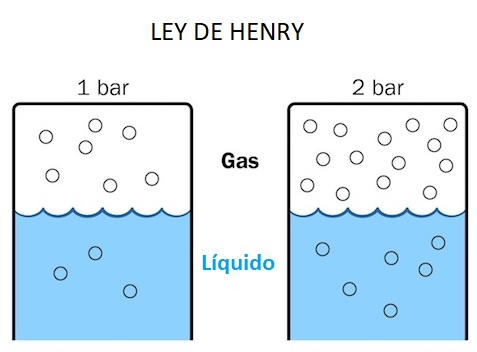 LEY DE HENRY
1 bar
2 bar
Gas
Líquido